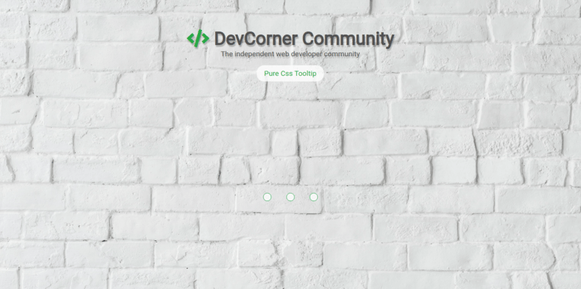 </> DevCorner Community
The independent web developer community
Pure Css Tooltip